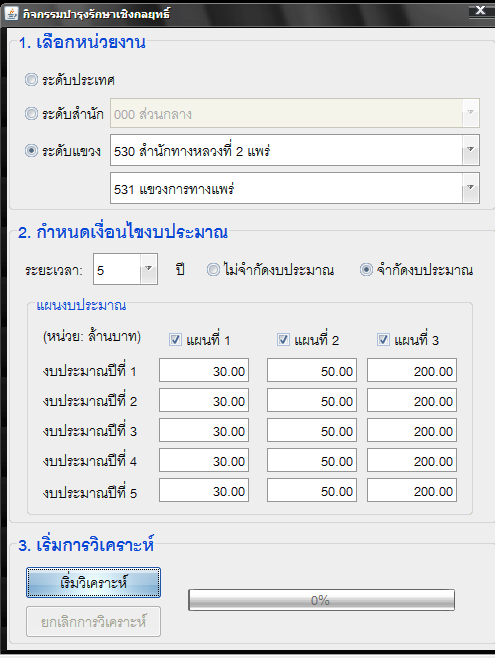 กิจกรรมบำรุงรักษาเชิงกลยุทธ์
1. เลือกหน่วยงาน
ระดับประเทศ
ระดับสำนัก 000 ส่วนกลาง
ระดับแขวง 530 สำนักทางหลวงที่ 2 แพร่
531 แขวงการทางแพร่
2. กำหนดเงื่อนไขงบประมาณ
ระยะเวลา: 5 ปี ไม่จำกัดงบประมาณ จำกัดงบประมาณ
แผนงบประมาณ
(หน่วย: ล้านบาท) แผนที่ 1 แผนที่ 2 แผนที่ 3
งบประมาณปีที่ 1 30.00 50.00 200.00
งบประมาณปีที่ 2 30.00 50.00 200.00
งบประมาณปีที่ 3 30.00 50.00 200.00
งบประมาณปีที่ 4 30.00 50.00 200.00
งบประมาณปีที่ 5 30.00 50.00 200.00
3. เริ่มการวิเคราะห์
เริ่มวิเคราะห์
0%
ยกเลิกการวิเคราะห์